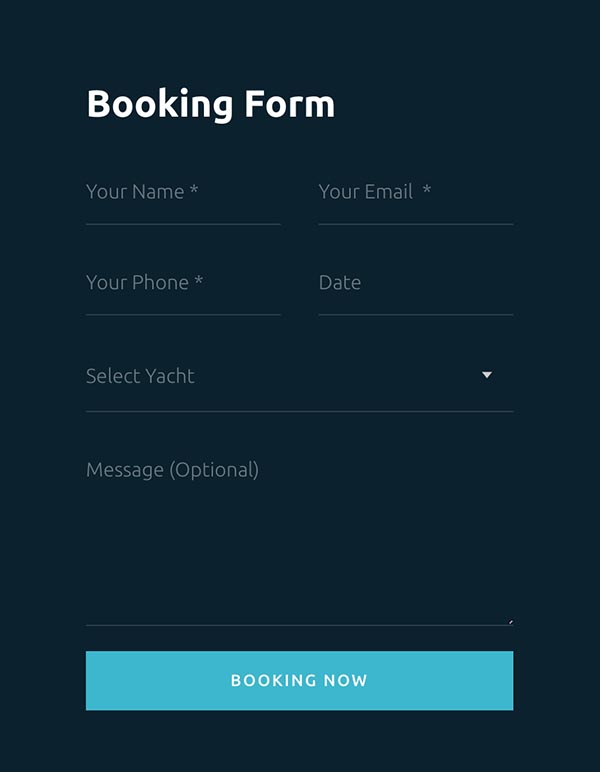 Booking Form
Your Name *
Your Email *
Your Phone *
Date
Select Yacht
Message (Optional)
BOOKING NOW